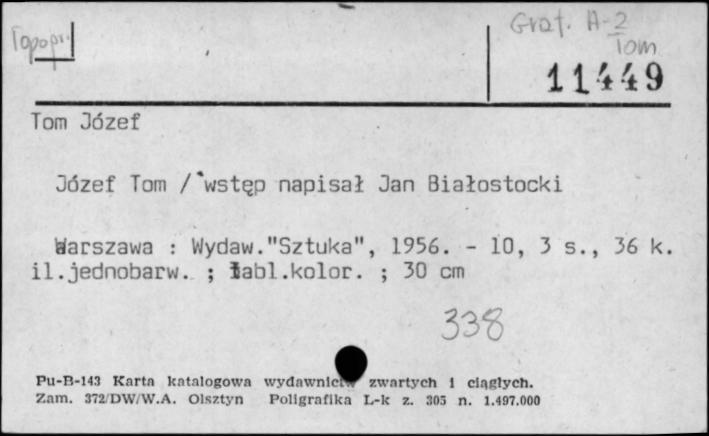 Topogr.
Graf. A-2
Tom
11449
Tom Józef
Józef Tom / wstęp napisał Jan Białostocki
Warszawa : Wydaw."Sztuka", 1956. - 10, 3 s., 36 k.
il.jednobarw. ; tabl.kolor. ; 30 cm
338
Pu-B-143 Karta katalogowa wydawnictw zwartych i ciągłych.
Zam. 372/DW/W.A. Olsztyn Poligrafika L-k z. 305 n. 1.497.000